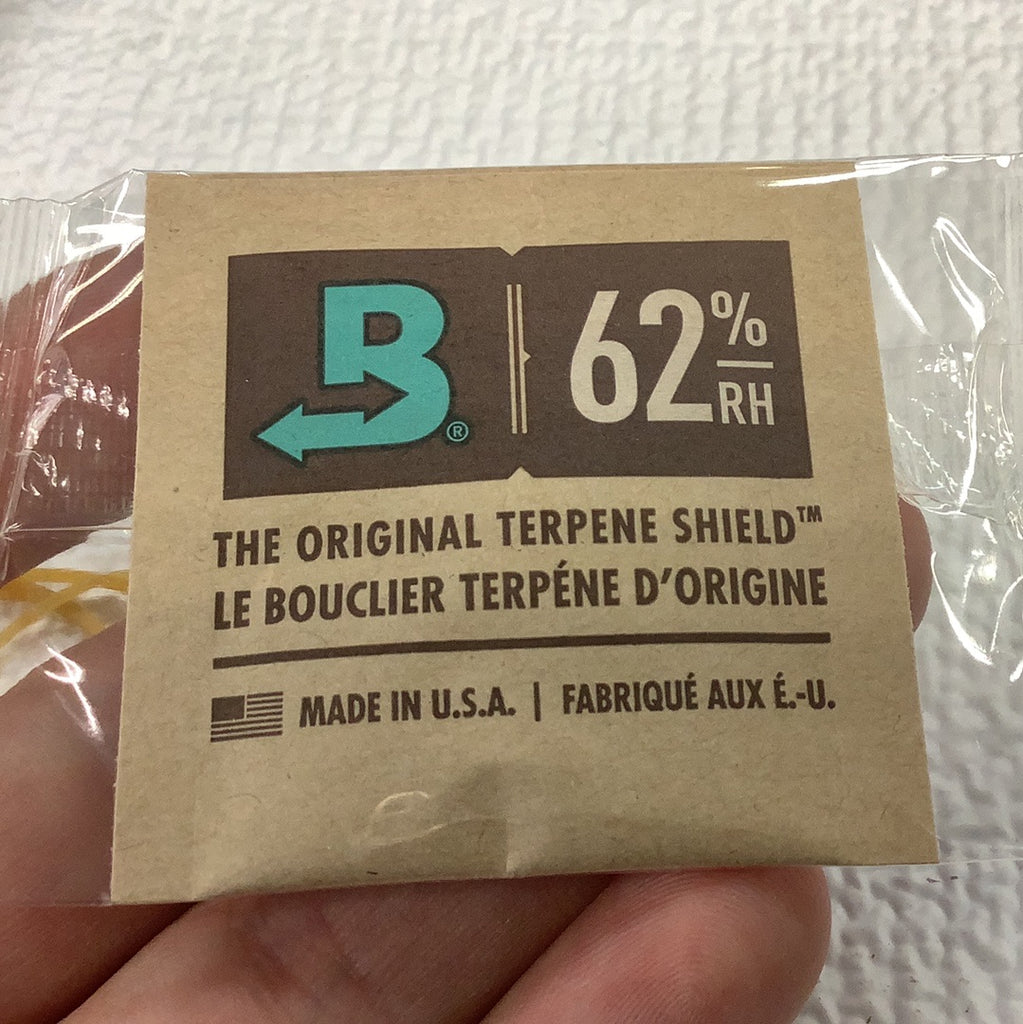 B®
62%
RH
THE ORIGINAL TERPENE SHIELD™
LE BOUCLIER TERPÉNE D'ORIGINE
MADE IN U.S.A. | FABRIQUÉ AUX É.-U.